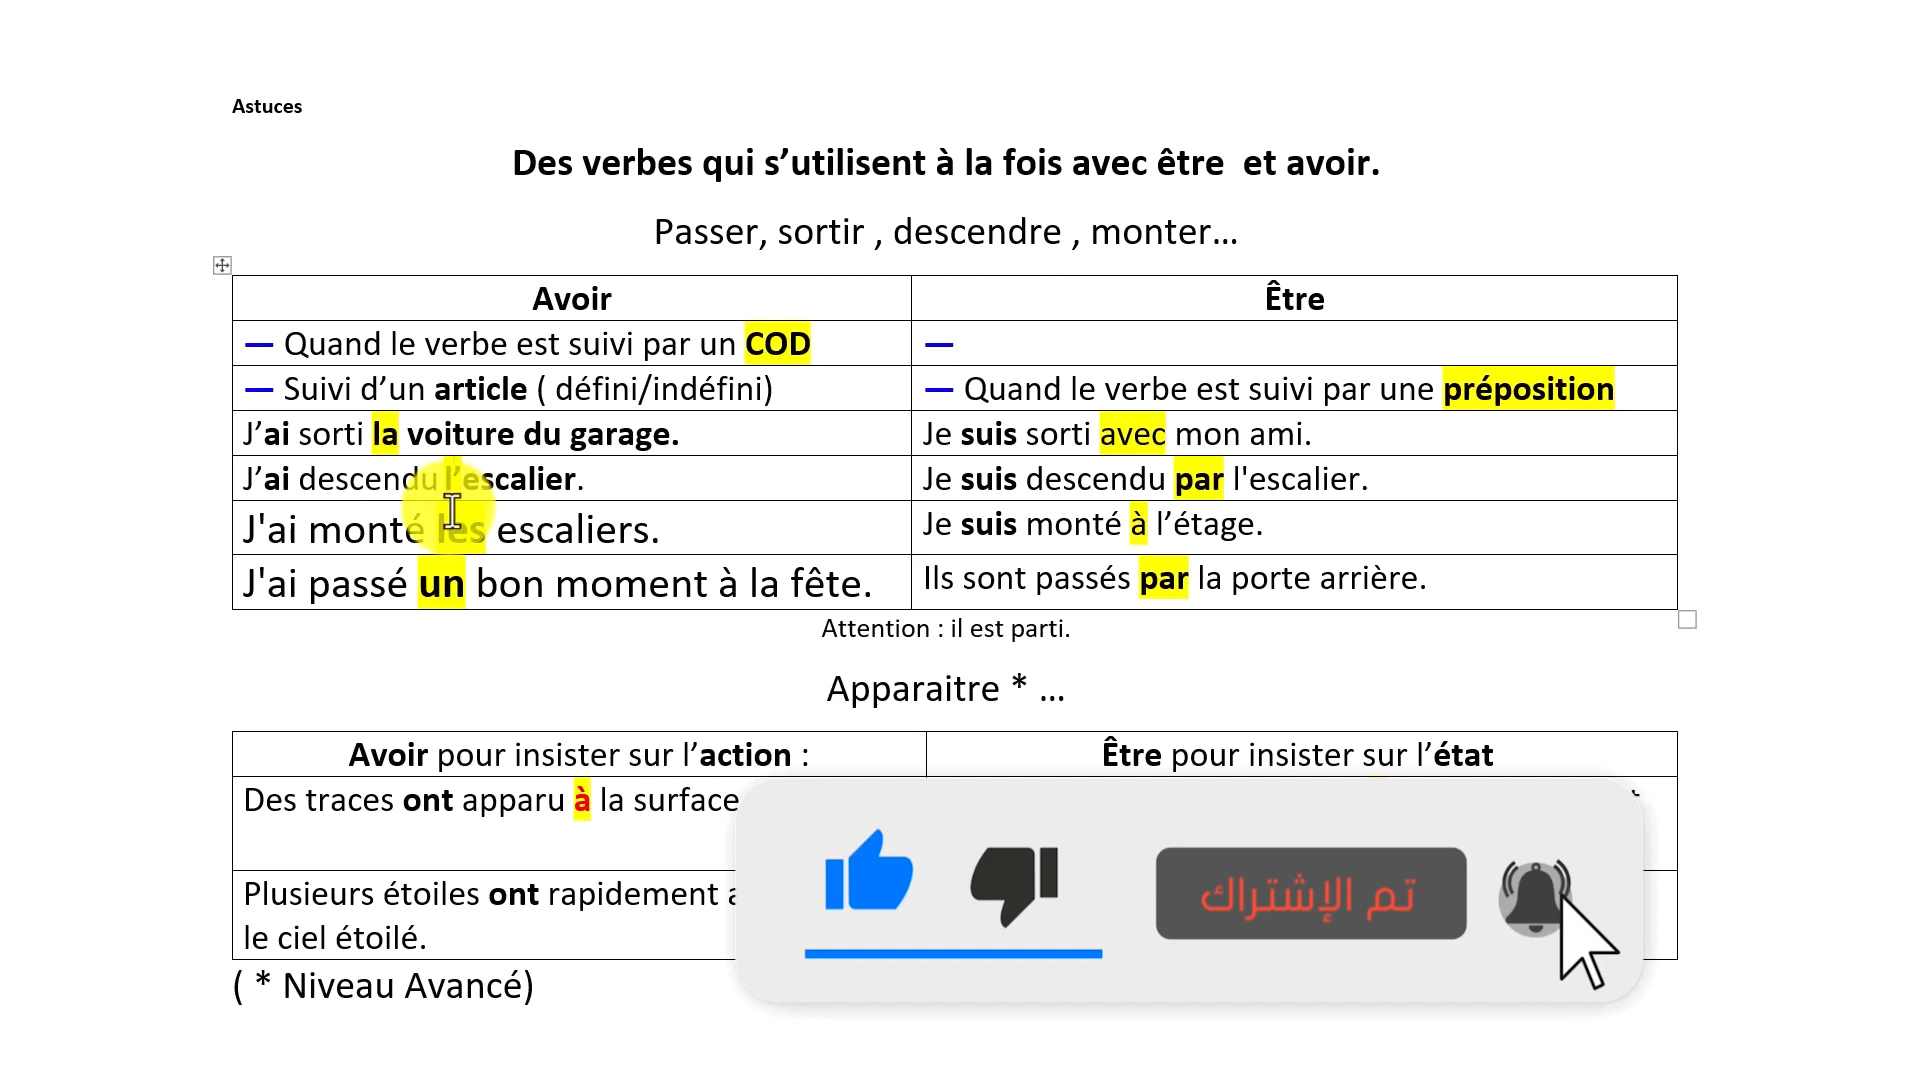 Astuces
Des verbes qui s’utilisent à la fois avec être et avoir.
Passer, sortir , descendre , monter…
Avoir
Être
— Quand le verbe est suivi par un COD
—
— Suivi d’un article ( défini/indéfini)
— Quand le verbe est suivi par une préposition
J’ai sorti la voiture du garage.
Je suis sorti avec mon ami.
J’ai descendu l’escalier.
Je suis descendu par l'escalier.
J'ai monté les escaliers.
Je suis monté à l’étage.
J'ai passé un bon moment à la fête.
Ils sont passés par la porte arrière.
Attention : il est parti.
Apparaitre * …
Avoir pour insister sur l’action :
Être pour insister sur l’état
Des traces ont apparu à la surface
Plusieurs étoiles ont rapidement
le ciel étoilé.
تم الإشتراك
( * Niveau Avancé)